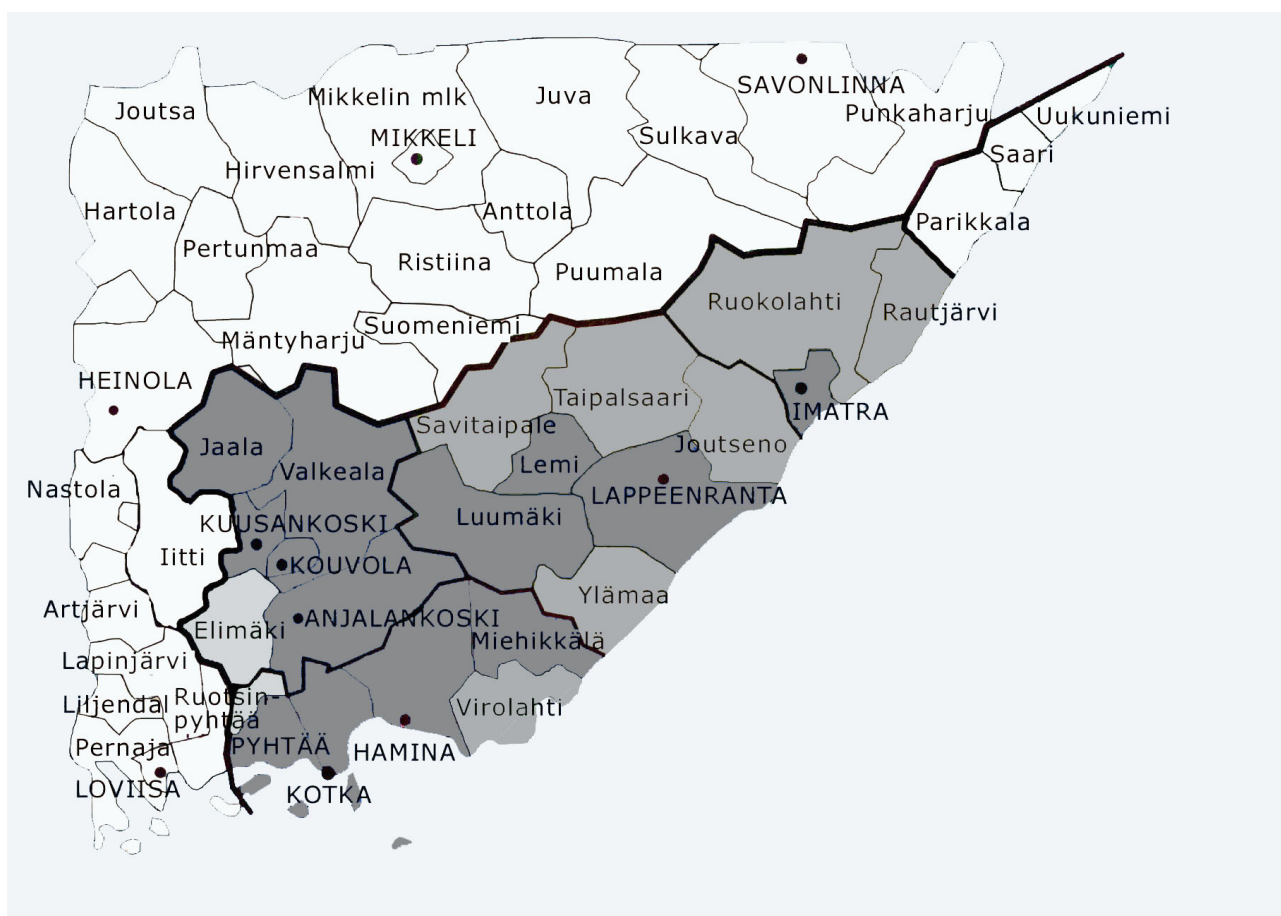 SAVONLINNA
Joutsa
Mikkelin mlk
Juva
Punkaharju
Uukuniemi
MIKKELI
Sulkava
Saari
Hirvensalmi
Hartola
Anttola
Parikkala
Pertunmaa
Ristiina
Puumala
Ruokolahti
Rautjärvi
Suomeniemi
Mäntyharju
HEINOLA
Taipalsaari
IMATRA
Savitaipale
Jaala
Joutseno
Valkeala
Lemi
Nastola
LAPPEENRANTA
Luumäki
KUUSANKOSKI
Iitti
KOUVOLA
Ylämaa
Artjärvi
ANJALANKOSKI
Elimäki
Miehikkälä
Lapinjärvi
Liljendal
Ruotsin-
pyhtää
Virolahti
Pernaja
PYHTÄÄ
HAMINA
LOVIISA
KOTKA